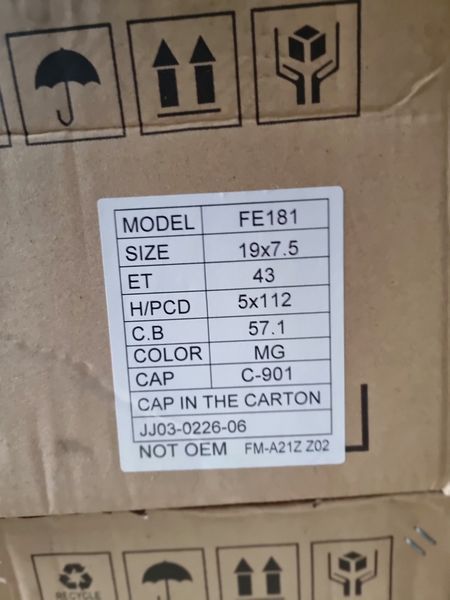 MODEL FE181
SIZE 19x7.5
ET 43
H/PCD 5x112
C.B 57.1
COLOR MG
CAP C-901
CAP IN THE CARTON
JJ03-0226-06
NOT OEM FM-A21Z Z02
RECYCLE